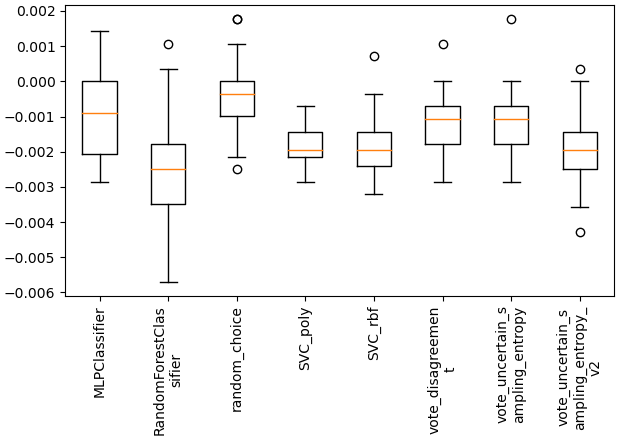 0.002
0.001
0.000
−0.001
−0.002
−0.003
−0.004
−0.005
−0.006
MLPClassifier
RandomForestClas
sifier
random_choice
SVC_poly
SVC_rbf
vote_disagreemen
t
vote_uncertain_s
ampling_entropy
vote_uncertain_s
ampling_entropy_
v2